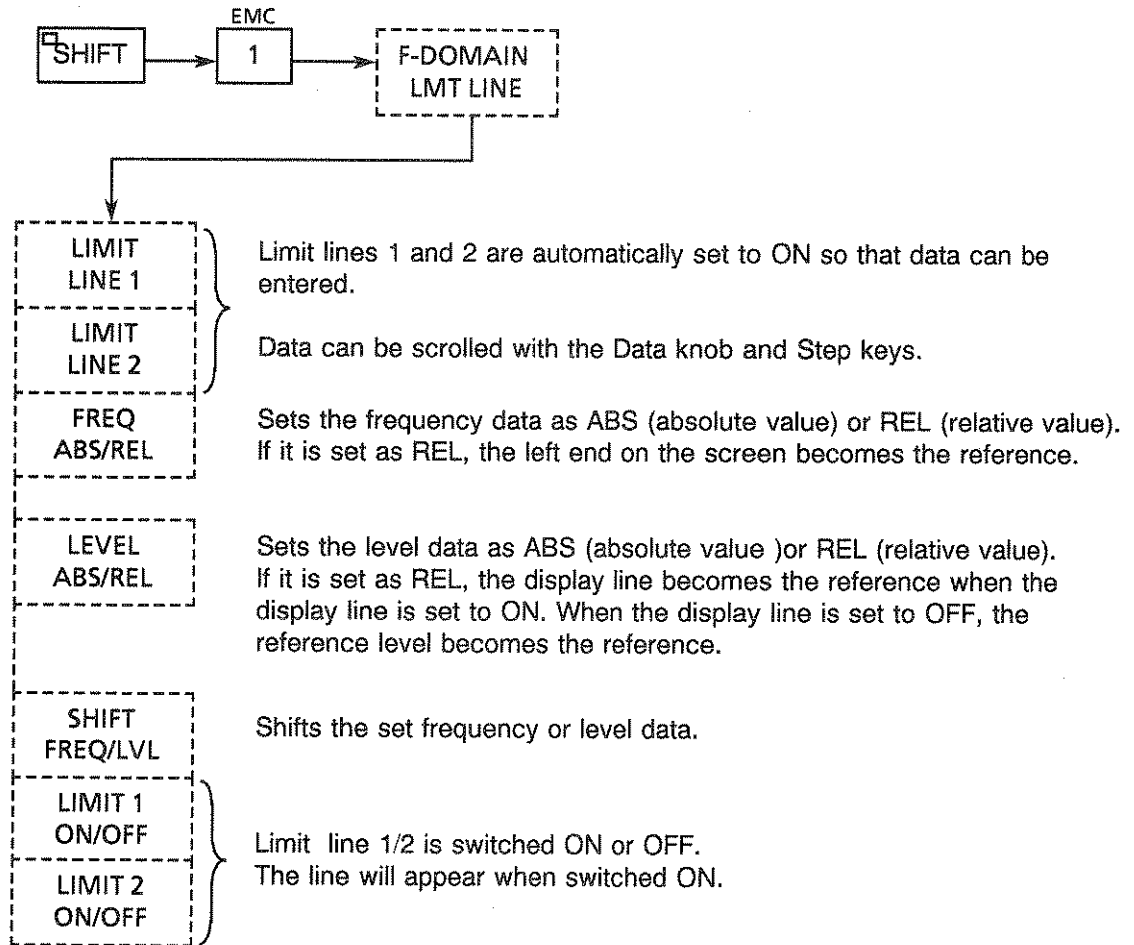 EMC
SHIFT
1
F-DOMAIN
LMT LINE
LIMIT
LINE 1
Limit lines 1 and 2 are automatically set to ON so that data can be
entered.
LIMIT
LINE 2
Data can be scrolled with the Data knob and Step keys.
FREQ
ABS/REL
Sets the frequency data as ABS (absolute value) or REL (relative value).
If it is set as REL, the left end on the screen becomes the reference.
LEVEL
ABS/REL
Sets the level data as ABS (absolute value )or REL (relative value).
If it is set as REL, the display line becomes the reference when the
display line is set to ON. When the display line is set to OFF, the
reference level becomes the reference.
SHIFT
FREQ/LVL
Shifts the set frequency or level data.
LIMIT 1
ON/OFF
LIMIT 2
ON/OFF
Limit line 1/2 is switched ON or OFF.
The line will appear when switched ON.